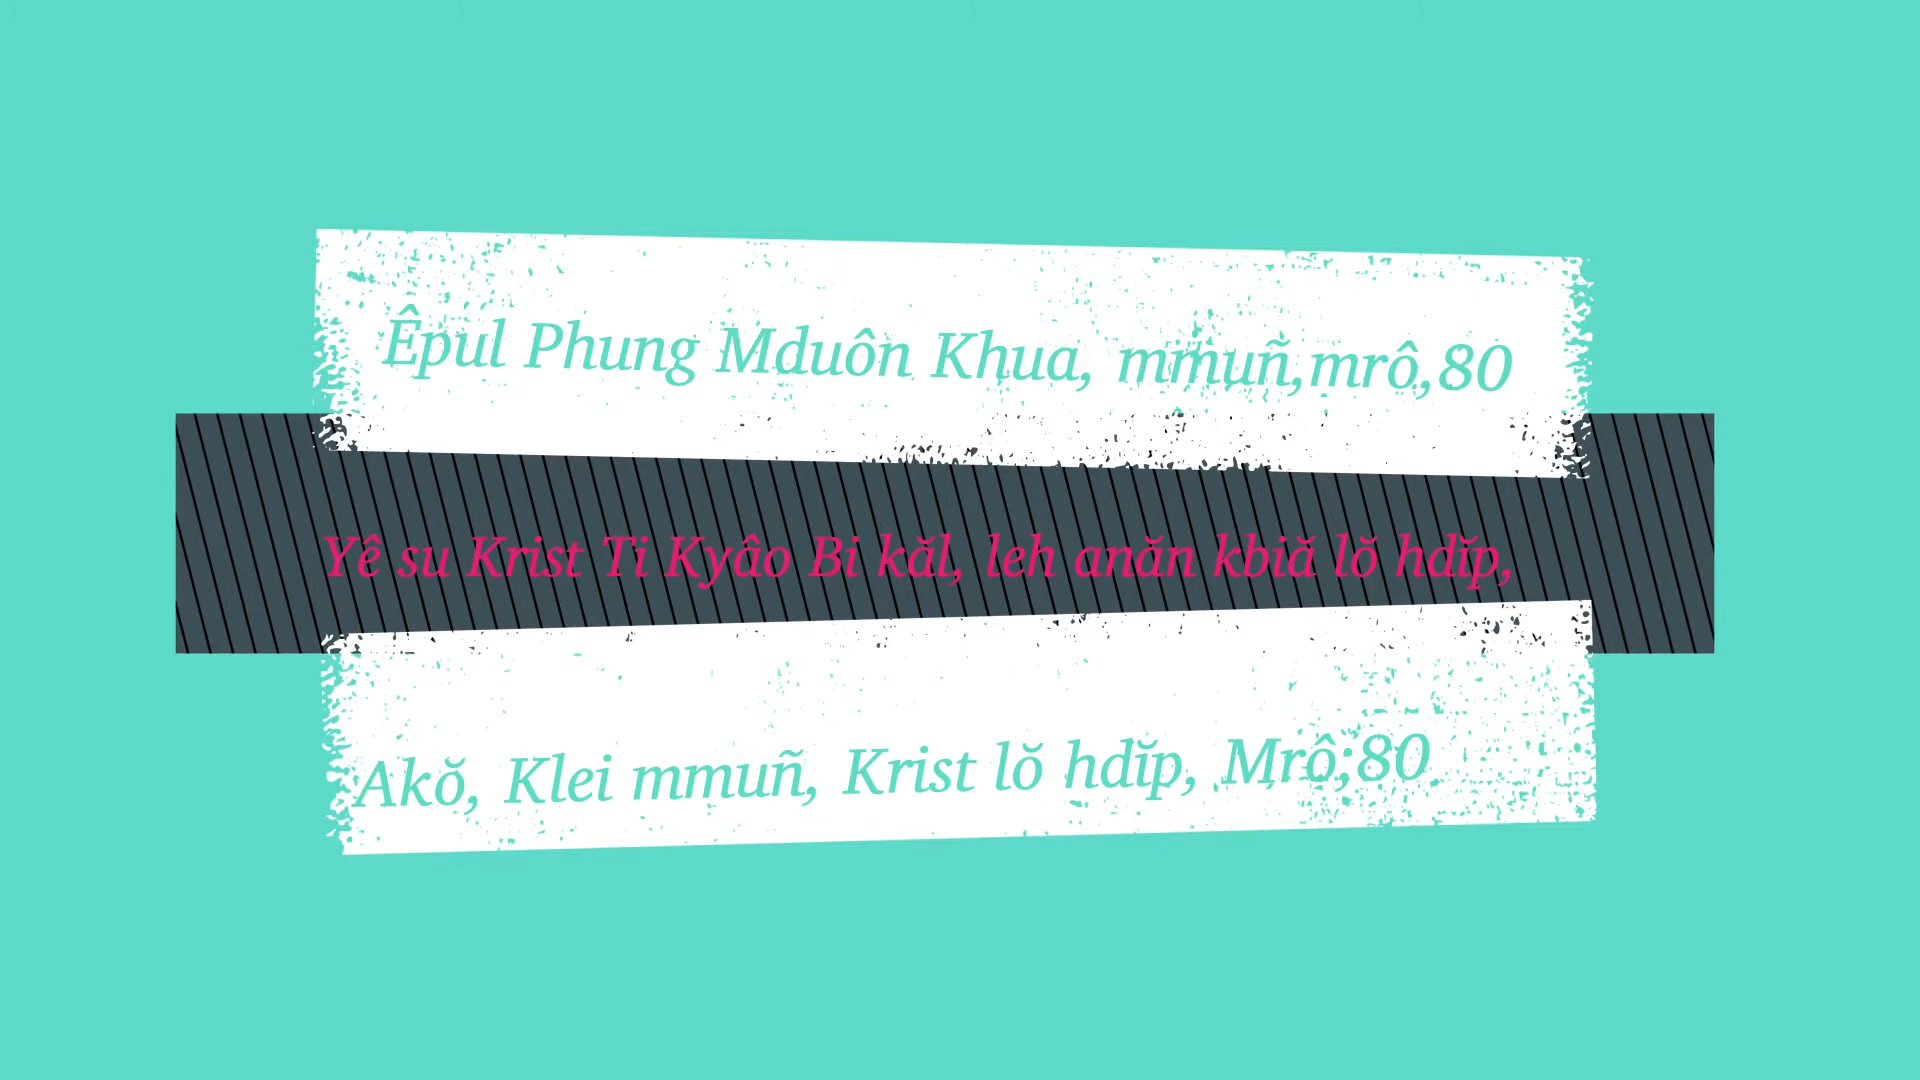 Êpul Phung Mduôn Khua, mmuñ,mrô,80
Yê su Krist Ti Kyâo Bi kăl, leh anăn kbiă lŏ hdĭp,
Akŏ, Klei mmuñ, Krist lŏ hdĭp, Mrô;80